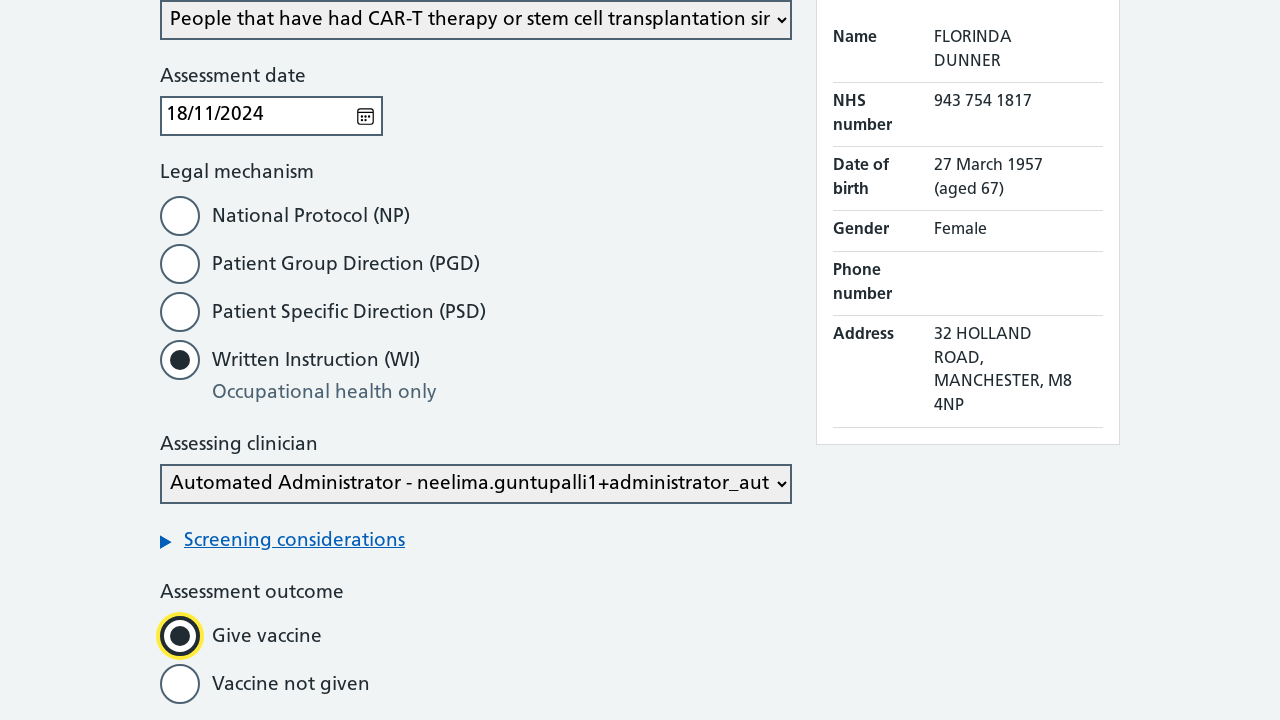 People that have had CAR-T therapy or stem cell transplantation sir
Assessment date
18/11/2024
Legal mechanism
National Protocol (NP)
Patient Group Direction (PGD)
Patient Specific Direction (PSD)
Written Instruction (WI)
Occupational health only
Assessing clinician
Automated Administrator - neelima.guntupalli1+administrator_aut
Screening considerations
Assessment outcome
Give vaccine
Vaccine not given
Name FLORINDA
DUNNER
NHS 943 754 1817
number
Date of 27 March 1957
birth (aged 67)
Gender Female
Phone
number
Address 32 HOLLAND
ROAD,
MANCHESTER, M8
4NP